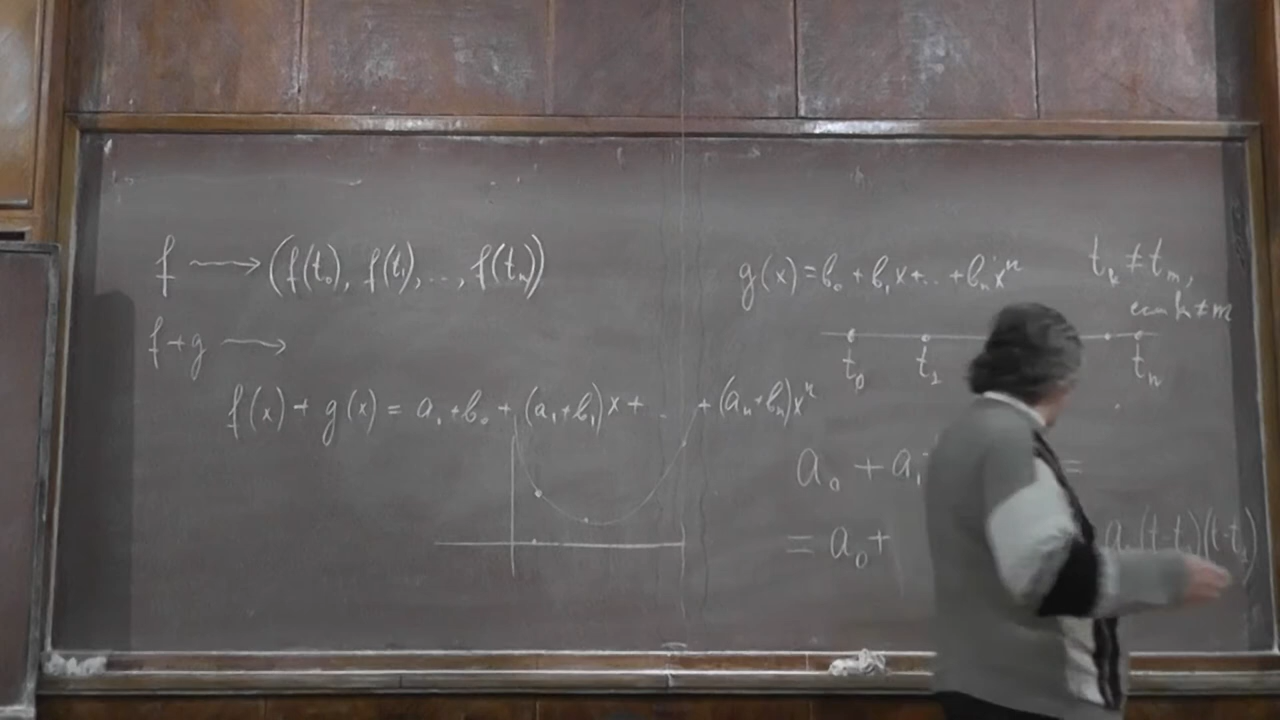 f ⟶ (f(t₀), f(t₁), ..., f(tₙ))
f+g ⟶
f(x) + g(x) = a₀+b₀ + (a₁+b₁)x + ... + (aₙ+bₙ)xⁿ
g(x) = b₀ + b₁x+...+bₙxⁿ
tₖ ≠ tₘ,
если k≠m
t₀ t₁ tₙ
a₀ + a₁ =
= a₀+ (t-t₀)(t-t₁)